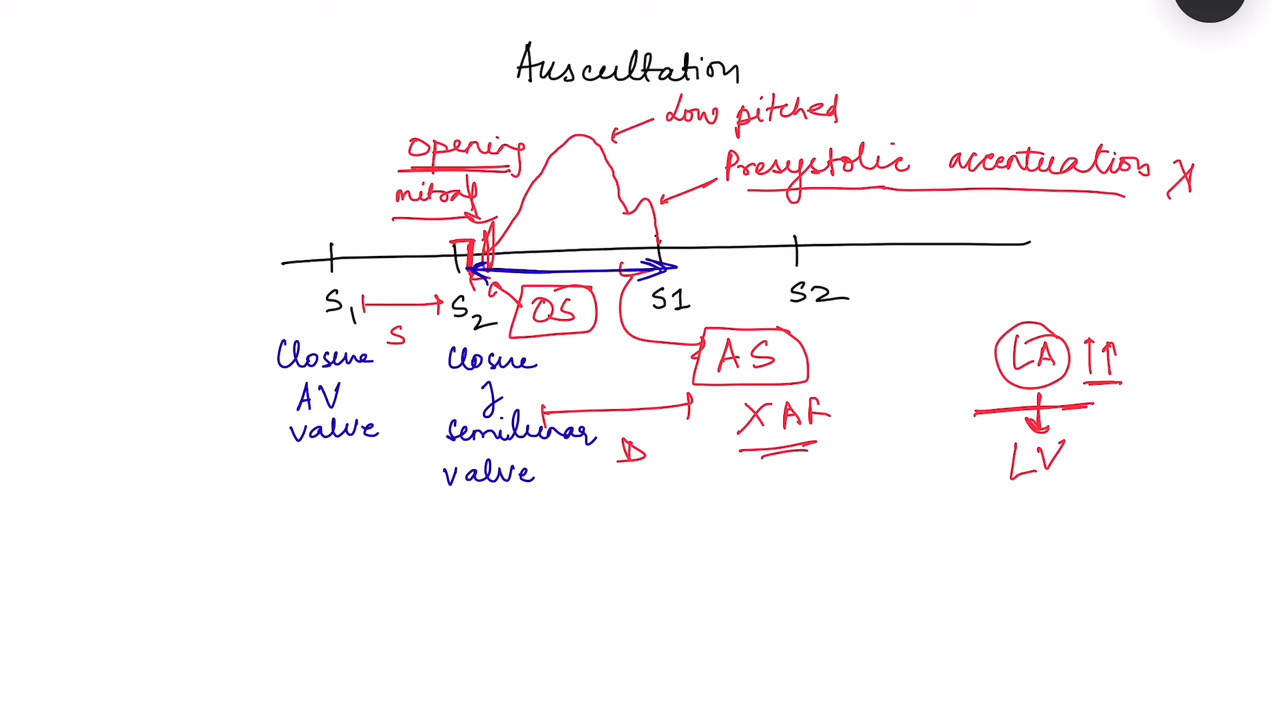 Auscultation
Low pitched
Opening
mitral
Presystolic accentuation X
S1
S2
S1
S2
S
OS
Closure
AV
valve
Closure
of
semilunar
valve
D
AS
X AF
LA ↑↑
LV